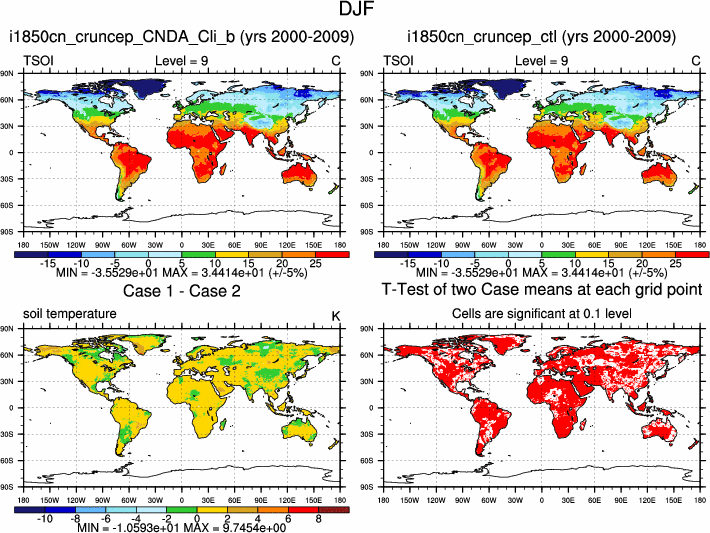 DJF
i1850cn_cruncep_CNDA_Cli_b (yrs 2000-2009)
TSOI Level = 9 C
90N
60N
30N
0
30S
60S
90S
180 150W 120W 90W 60W 30W 0 30E 60E 90E 120E 150E 180
-15 -10 -5 0 5 10 15 20 25
MIN = -3.5529e+01 MAX = 3.4414e+01 (+/-5%)
i1850cn_cruncep_ctl (yrs 2000-2009)
TSOI Level = 9 C
90N
60N
30N
0
30S
60S
90S
180 150W 120W 90W 60W 30W 0 30E 60E 90E 120E 150E 180
-15 -10 -5 0 5 10 15 20 25
MIN = -3.5529e+01 MAX = 3.4414e+01 (+/-5%)
Case 1 - Case 2
soil temperature K
90N
60N
30N
0
30S
60S
90S
180 150W 120W 90W 60W 30W 0 30E 60E 90E 120E 150E 180
-10 -8 -6 -4 -2 0 2 4 6 8
MIN = -1.0593e+01 MAX = 9.7454e+00
T-Test of two Case means at each grid point
Cells are significant at 0.1 level
90N
60N
30N
0
30S
60S
90S
180 150W 120W 90W 60W 30W 0 30E 60E 90E 120E 150E 180